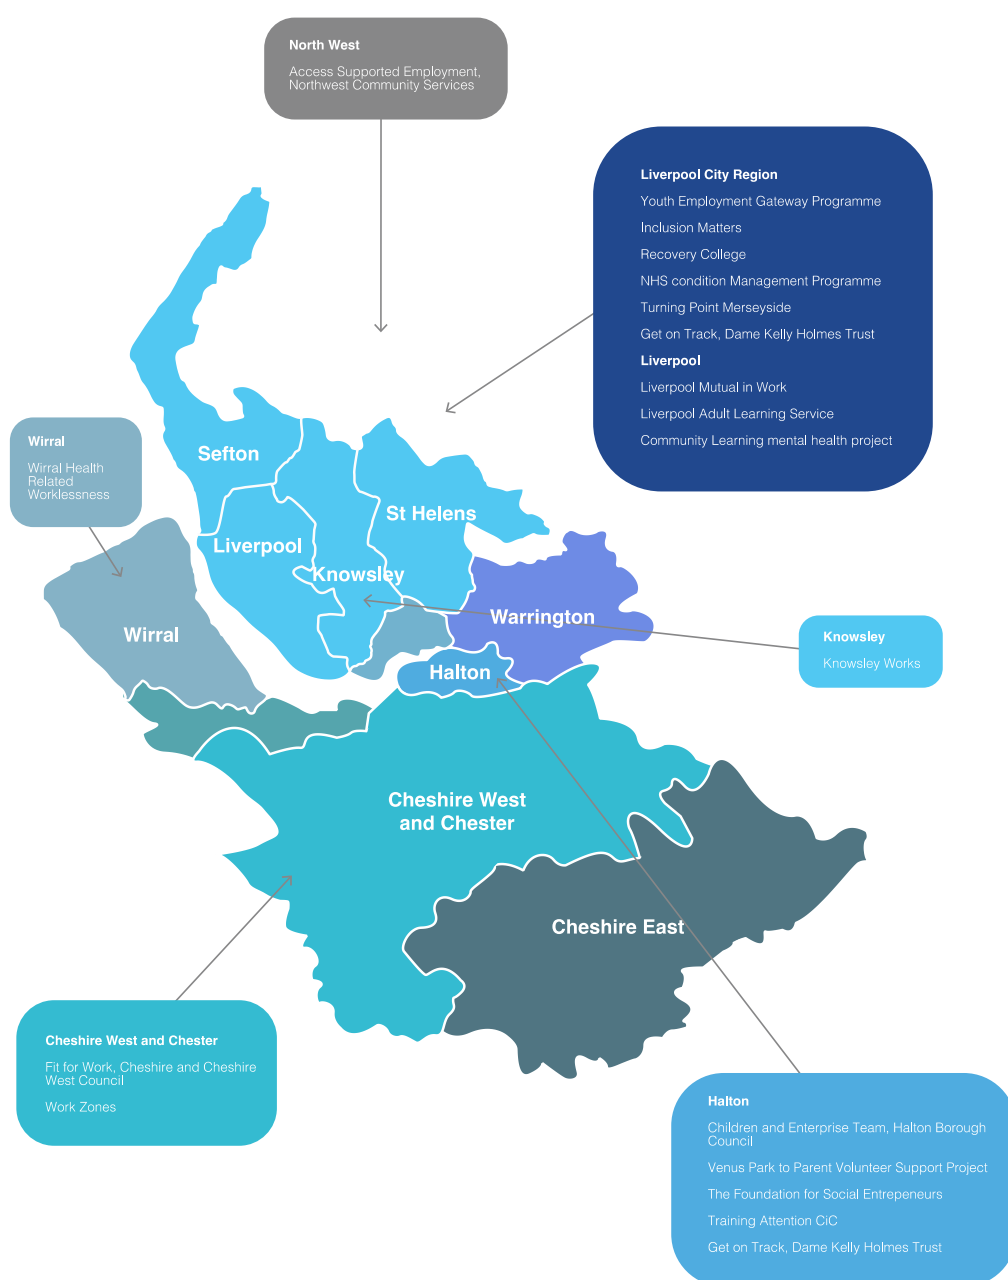 North West
Access Supported Employment,
Northwest Community Services
Liverpool City Region
Youth Employment Gateway Programme
Inclusion Matters
Recovery College
NHS condition Management Programme
Turning Point Merseyside
Get on Track, Dame Kelly Holmes Trust
Liverpool
Liverpool Mutual in Work
Liverpool Adult Learning Service
Community Learning mental health project
Wirral
Wirral Health
Related
Worklessness
Sefton
St Helens
Liverpool
Knowsley
Warrington
Wirral
Halton
Knowsley
Knowsley Works
Cheshire West
and Chester
Cheshire East
Cheshire West and Chester
Fit for Work, Cheshire and Cheshire
West Council
Work Zones
Halton
Children and Enterprise Team, Halton Borough
Council
Venus Park to Parent Volunteer Support Project
The Foundation for Social Entrepeneurs
Training Attention CiC
Get on Track, Dame Kelly Holmes Trust